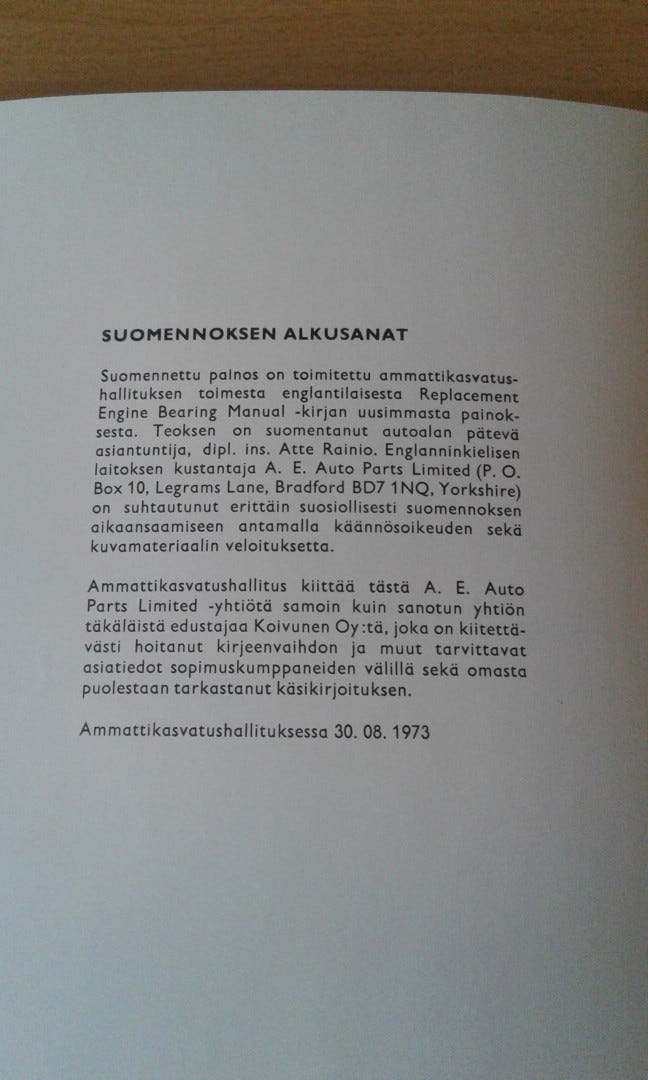 SUOMENNOKSEN ALKUSANAT
Suomennettu painos on toimitettu ammattikasvatus-
hallituksen toimesta englantilaisesta Replacement
Engine Bearing Manual -kirjan uusimmasta painok-
sesta. Teoksen on suomentanut autoalan pätevä
asiantuntija, dipl. ins. Atte Rainio. Englanninkielisen
laitoksen kustantaja A. E. Auto Parts Limited (P. O.
Box 10, Legrams Lane, Bradford BD7 1NQ, Yorkshire)
on suhtautunut erittäin suosiollisesti suomennoksen
aikaansaamiseen antamalla käännösoikeuden sekä
kuvamateriaalin veloituksetta.
Ammattikasvatushallitus kiittää tästä A. E. Auto
Parts Limited -yhtiötä samoin kuin sanotun yhtiön
täkäläistä edustajaa Koivunen Oy:tä, joka on kiitettä-
västi hoitanut kirjeenvaihdon ja muut tarvittavat
asiatiedot sopimuskumppaneiden välillä sekä omasta
puolestaan tarkastanut käsikirjoituksen.
Ammattikasvatushallituksessa 30. 08. 1973